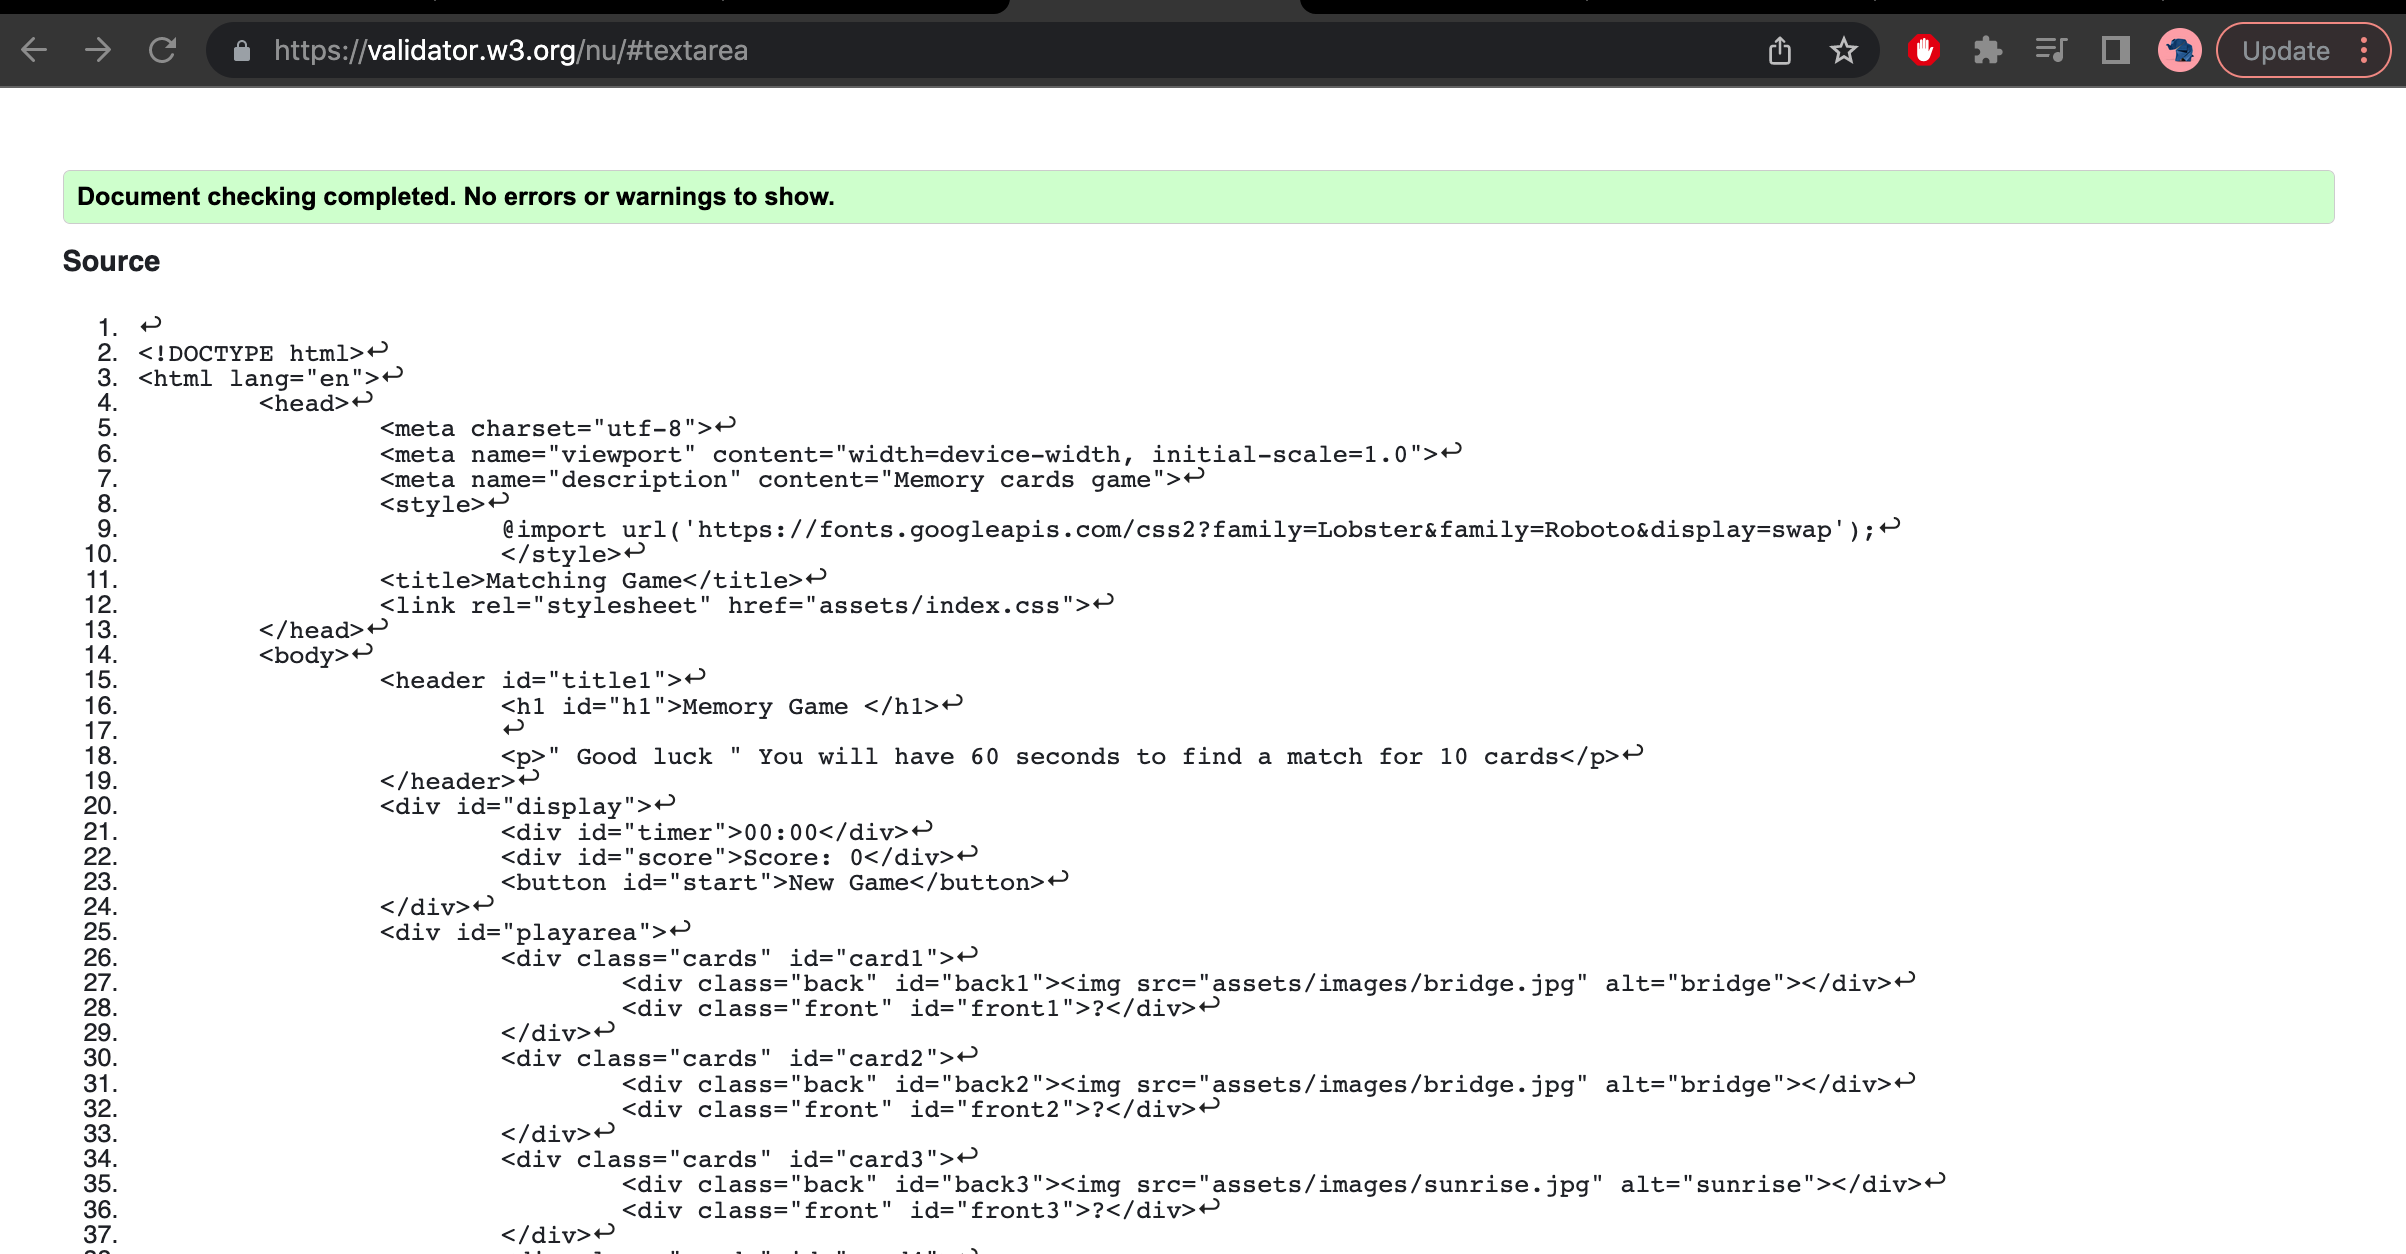 https://validator.w3.org/nu/#textarea
Update
Document checking completed. No errors or warnings to show.
Source
1. ↩
2. <!DOCTYPE html>↩
3. <html lang="en">↩
4. <head>↩
5. <meta charset="utf-8">↩
6. <meta name="viewport" content="width=device-width, initial-scale=1.0">↩
7. <meta name="description" content="Memory cards game">↩
8. <style>↩
9. @import url('https://fonts.googleapis.com/css2?family=Lobster&family=Roboto&display=swap');↩
10. </style>↩
11. <title>Matching Game</title>↩
12. <link rel="stylesheet" href="assets/index.css">↩
13. </head>↩
14. <body>↩
15. <header id="title1">↩
16. <h1 id="h1">Memory Game </h1>↩
17. ↩
18. <p>" Good luck " You will have 60 seconds to find a match for 10 cards</p>↩
19. </header>↩
20. <div id="display">↩
21. <div id="timer">00:00</div>↩
22. <div id="score">Score: 0</div>↩
23. <button id="start">New Game</button>↩
24. </div>↩
25. <div id="playarea">↩
26. <div class="cards" id="card1">↩
27. <div class="back" id="back1"><img src="assets/images/bridge.jpg" alt="bridge"></div>↩
28. <div class="front" id="front1">?</div>↩
29. </div>↩
30. <div class="cards" id="card2">↩
31. <div class="back" id="back2"><img src="assets/images/bridge.jpg" alt="bridge"></div>↩
32. <div class="front" id="front2">?</div>↩
33. </div>↩
34. <div class="cards" id="card3">↩
35. <div class="back" id="back3"><img src="assets/images/sunrise.jpg" alt="sunrise"></div>↩
36. <div class="front" id="front3">?</div>↩
37. </div>↩